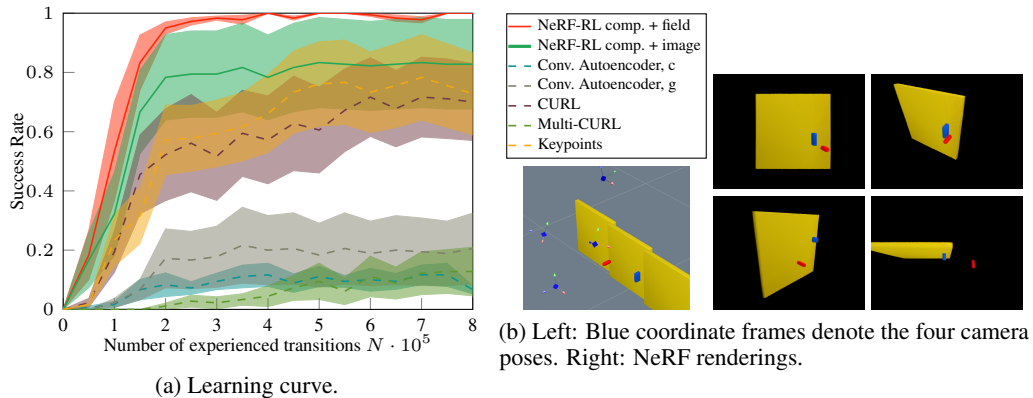 1
0.8
0.6
0.4
0.2
0
Success Rate
0 1 2 3 4 5 6 7 8
Number of experienced transitions N · 10⁵
(a) Learning curve.
NeRF-RL comp. + field
NeRF-RL comp. + image
Conv. Autoencoder, c
Conv. Autoencoder, g
CURL
Multi-CURL
Keypoints
(b) Left: Blue coordinate frames denote the four camera
poses. Right: NeRF renderings.